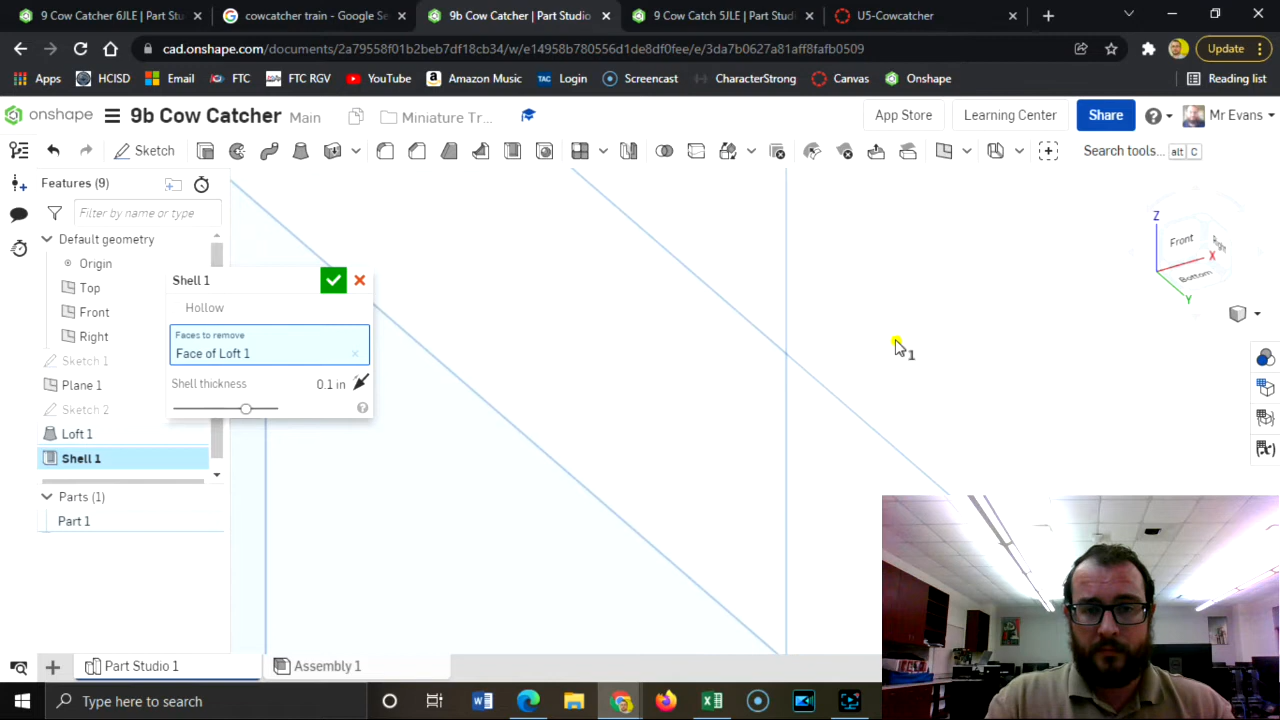 9 Cow Catcher 6JLE | Part Stu
cowcatcher train - Google Se
9b Cow Catcher | Part Studio
9 Cow Catch 5JLE | Part Studi
U5-Cowcatcher
cad.onshape.com/documents/2a79558f01b2beb7df18cb34/w/e14958b780556d1de8df0fee/e/3da7b0627a81aff8fafb0509
Update
Apps
HCISD
Email
FTC
FTC RGV
YouTube
Amazon Music
TAC
Login
Screencast
CharacterStrong
Canvas
Onshape
Reading list
onshape
9b Cow Catcher
Main
Miniature Tr...
App Store
Learning Center
Share
Mr Evans
Sketch
Search tools...
alt C
Features (9)
Filter by name or type
Default geometry
Origin
Top
Front
Right
Sketch 1
Plane 1
Sketch 2
Loft 1
Shell 1
Parts (1)
Part 1
Shell 1
Hollow
Faces to remove
Face of Loft 1
Shell thickness
0.1 in
1
Z
Front
Right
X
Bottom
Y
Part Studio 1
Assembly 1
Type here to search